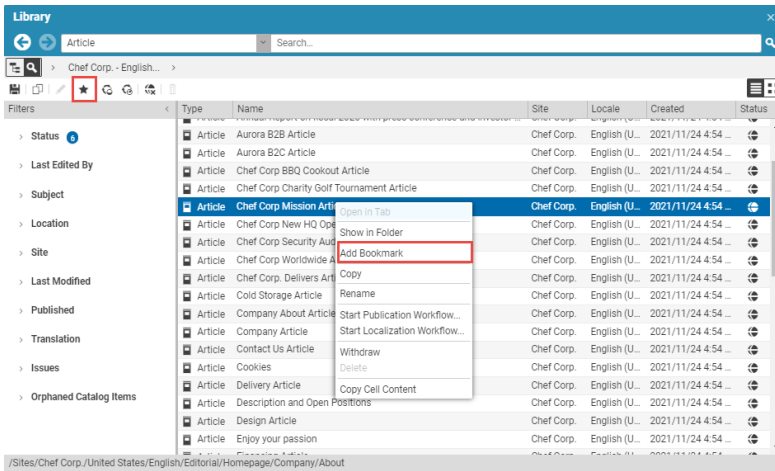 Library
Article
Search...
Chef Corp. - English...
Filters
Type Name Site Locale Created Status
Status 6
Last Edited By
Subject
Location
Site
Last Modified
Published
Translation
Issues
Orphaned Catalog Items
Article Aurora B2B Article Chef Corp. English (U... 2021/11/24 4:54 ...
Article Aurora B2C Article Chef Corp. English (U... 2021/11/24 4:54 ...
Article Chef Corp BBQ Cookout Article Chef Corp. English (U... 2021/11/24 4:54 ...
Article Chef Corp Charity Golf Tournament Article Chef Corp. English (U... 2021/11/24 4:54 ...
Article Chef Corp Mission Artic Chef Corp. English (U... 2021/11/24 4:54 ...
Article Chef Corp New HQ Ope Chef Corp. English (U... 2021/11/24 4:54 ...
Article Chef Corp Security Aud Chef Corp. English (U... 2021/11/24 4:54 ...
Article Chef Corp Worldwide A Chef Corp. English (U... 2021/11/24 4:54 ...
Article Chef Corp. Delivers Arti Chef Corp. English (U... 2021/11/24 4:54 ...
Article Cold Storage Article Chef Corp. English (U... 2021/11/24 4:54 ...
Article Company About Article Chef Corp. English (U... 2021/11/24 4:54 ...
Article Company Article Chef Corp. English (U... 2021/11/24 4:54 ...
Article Contact Us Article Chef Corp. English (U... 2021/11/24 4:54 ...
Article Cookies Chef Corp. English (U... 2021/11/24 4:54 ...
Article Delivery Article Chef Corp. English (U... 2021/11/24 4:54 ...
Article Description and Open Positions Chef Corp. English (U... 2021/11/24 4:54 ...
Article Design Article Chef Corp. English (U... 2021/11/24 4:54 ...
Article Enjoy your passion Chef Corp. English (U... 2021/11/24 4:54 ...
Open in Tab
Show in Folder
Add Bookmark
Copy
Rename
Start Publication Workflow...
Start Localization Workflow...
Withdraw
Delete
Copy Cell Content
/Sites/Chef Corp./United States/English/Editorial/Homepage/Company/About